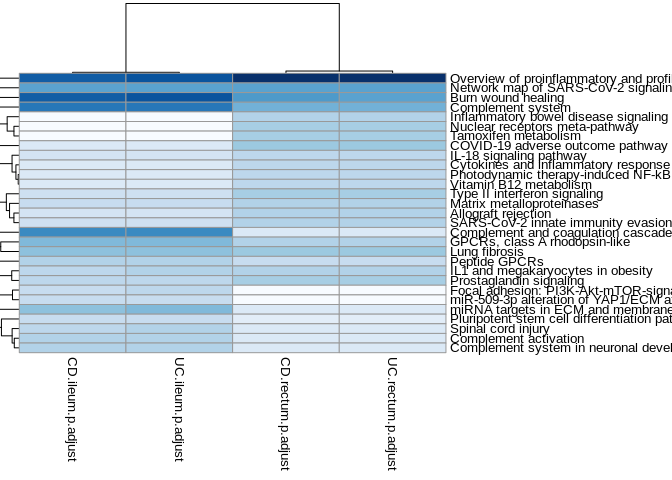 Overview of proinflammatory and profi
Network map of SARS-CoV-2 signalin
Burn wound healing
Complement system
Inflammatory bowel disease signaling
Nuclear receptors meta-pathway
Tamoxifen metabolism
COVID-19 adverse outcome pathway
IL-18 signaling pathway
Cytokines and inflammatory response
Photodynamic therapy-induced NF-kB
Vitamin B12 metabolism
Type II interferon signaling
Matrix metalloproteinases
Allograft rejection
SARS-CoV-2 innate immunity evasion
Complement and coagulation cascade
GPCRs, class A rhodopsin-like
Lung fibrosis
Peptide GPCRs
IL1 and megakaryocytes in obesity
Prostaglandin signaling
Focal adhesion: PI3K-Akt-mTOR-signa
miR-509-3p alteration of YAP1/ECM a
miRNA targets in ECM and membrane
Pluripotent stem cell differentiation pat
Spinal cord injury
Complement activation
Complement system in neuronal devel
CD.ileum.p.adjust
UC.ileum.p.adjust
CD.rectum.p.adjust
UC.rectum.p.adjust